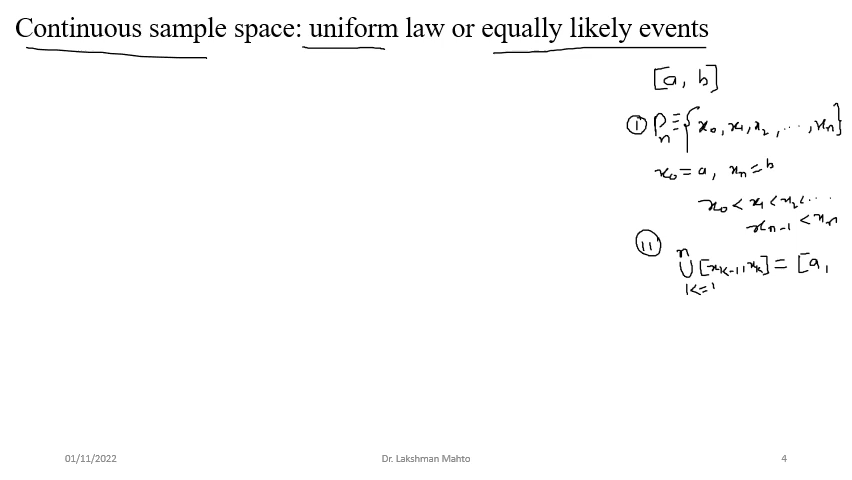 Continuous sample space: uniform law or equally likely events
[a, b]
(i) Pₙ ≡ {x₀, x₁, x₂, ..., xₙ}
x₀ = a, xₙ = b
x₀ < x₁ < x₂ < ...
xₙ₋₁ < xₙ
(ii)
n
∪ [xₖ₋₁, xₖ] = [a,
k=1
01/11/2022 Dr. Lakshman Mahto 4